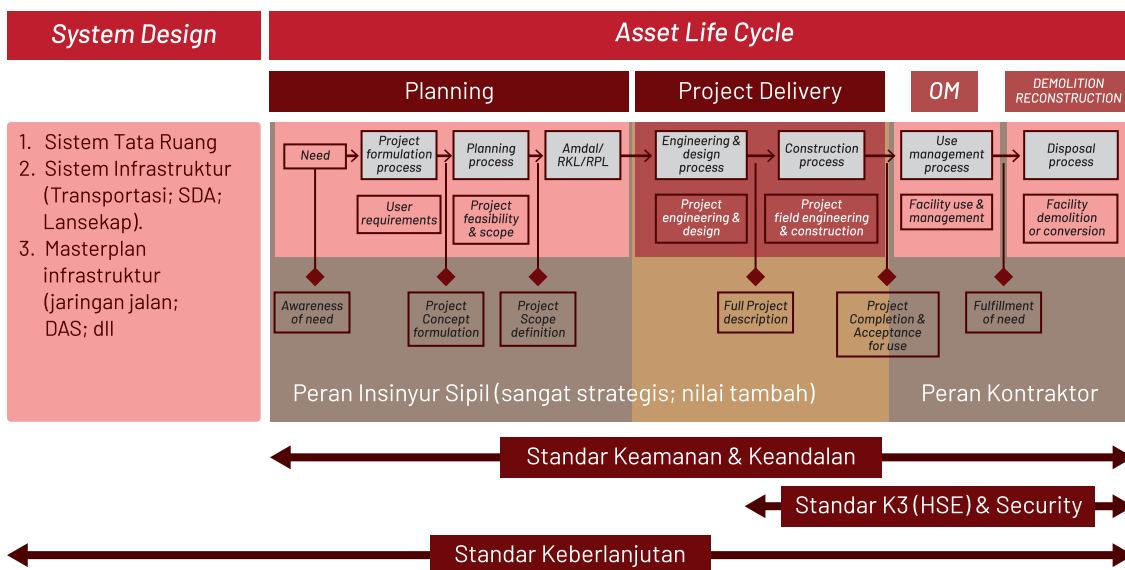 System Design
Asset Life Cycle
Planning
Project Delivery
OM
DEMOLITION
RECONSTRUCTION
1. Sistem Tata Ruang
2. Sistem Infrastruktur
(Transportasi; SDA;
Lansekap).
3. Masterplan
infrastruktur
(jaringan jalan;
DAS; dll
Need
Project
formulation
process
Planning
process
Amdal/
RKL/RPL
Engineering &
design process
Construction
process
Use
management
process
Disposal
process
User
requirements
Project
feasibility
& scope
Project
engineering &
design
Project
field engineering
& construction
Facility use &
management
Facility
demolition
or conversion
Awareness
of need
Project
Concept
formulation
Project
Scope
definition
Full Project
description
Project
Completion &
Acceptance
for use
Fulfillment
of need
Peran Insinyur Sipil (sangat strategis; nilai tambah)
Peran Kontraktor
Standar Keamanan & Keandalan
Standar K3 (HSE) & Security
Standar Keberlanjutan